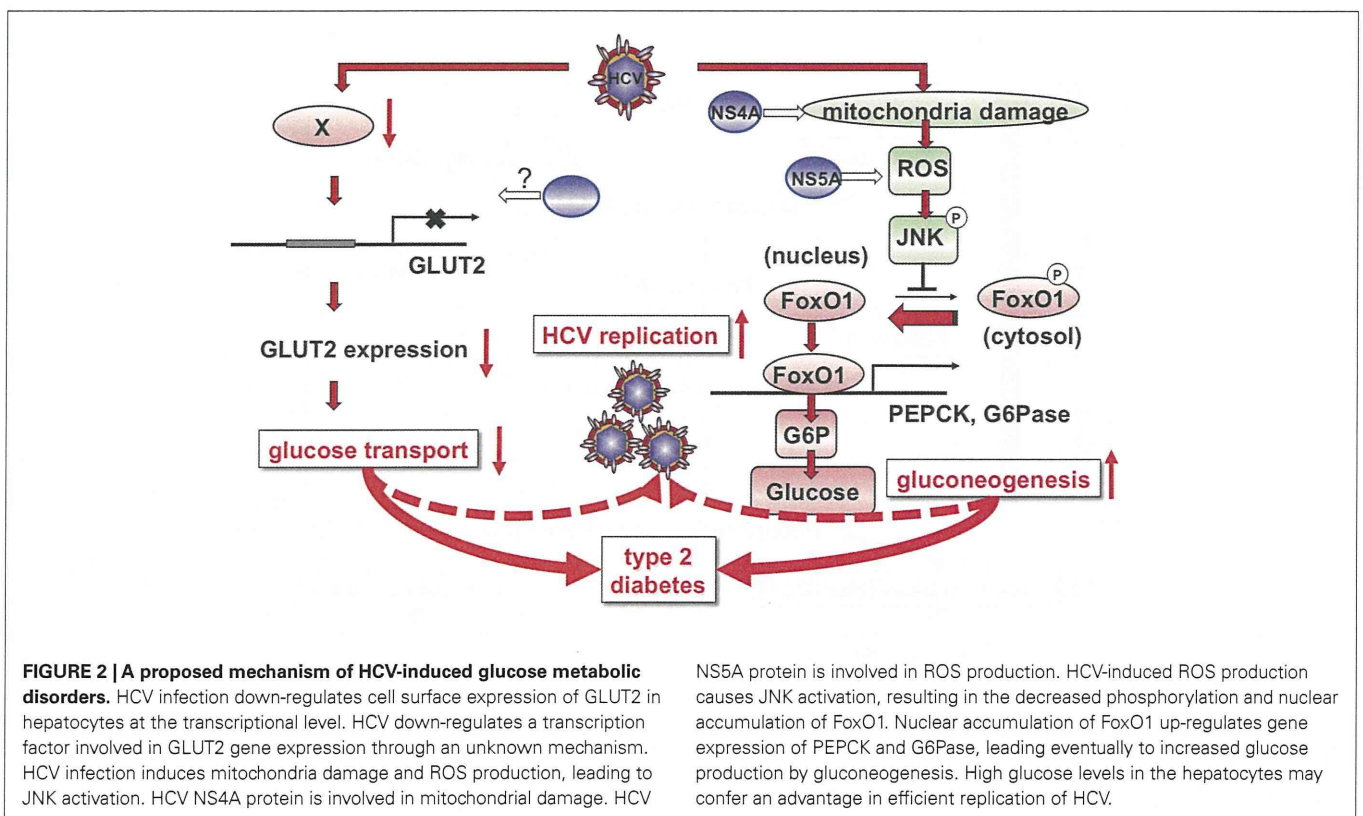 HCV
NS4A
mitochondria damage
X
NS5A
ROS
?
P
JNK
GLUT2
(nucleus)
P
FoxO1
FoxO1
(cytosol)
HCV replication
GLUT2 expression
FoxO1
PEPCK, G6Pase
G6P
glucose transport
gluconeogenesis
Glucose
type 2
diabetes
FIGURE 2 | A proposed mechanism of HCV-induced glucose metabolic
disorders. HCV infection down-regulates cell surface expression of GLUT2 in
hepatocytes at the transcriptional level. HCV down-regulates a transcription
factor involved in GLUT2 gene expression through an unknown mechanism.
HCV infection induces mitochondria damage and ROS production, leading to
JNK activation. HCV NS4A protein is involved in mitochondrial damage. HCV
NS5A protein is involved in ROS production. HCV-induced ROS production
causes JNK activation, resulting in the decreased phosphorylation and nuclear
accumulation of FoxO1. Nuclear accumulation of FoxO1 up-regulates gene
expression of PEPCK and G6Pase, leading eventually to increased glucose
production by gluconeogenesis. High glucose levels in the hepatocytes may
confer an advantage in efficient replication of HCV.